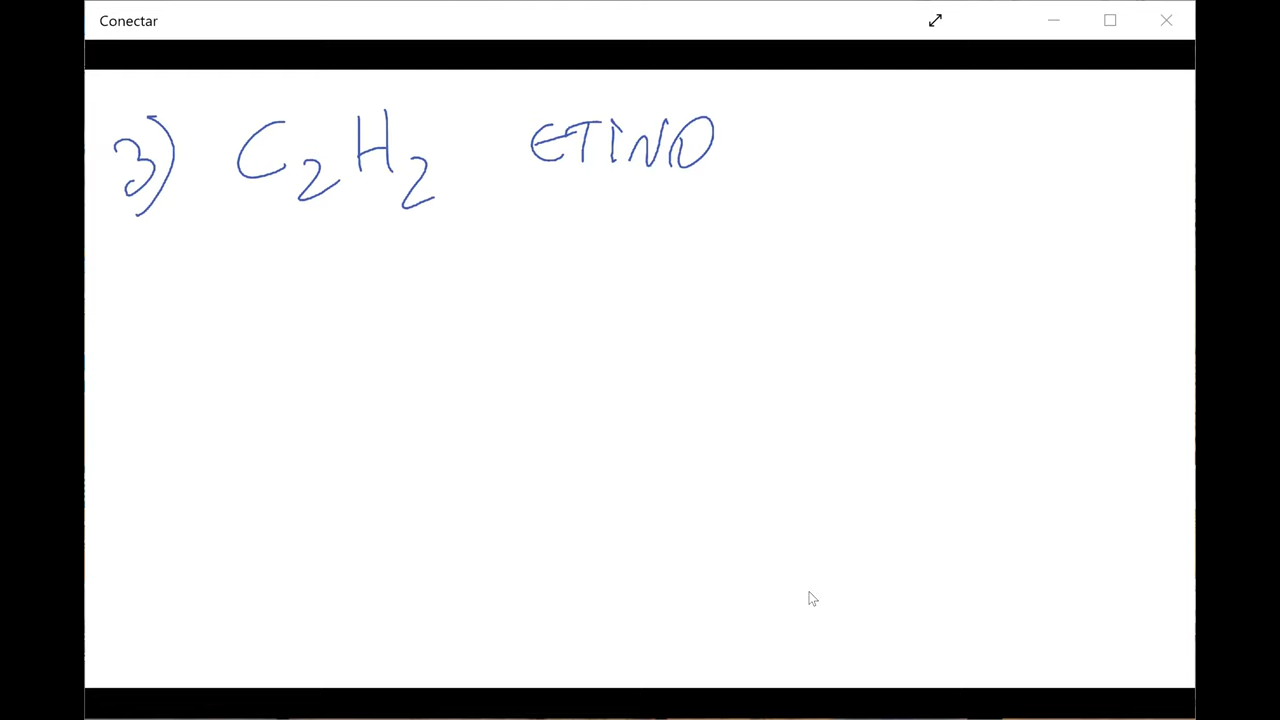 Conectar
3) C₂H₂ ETINO